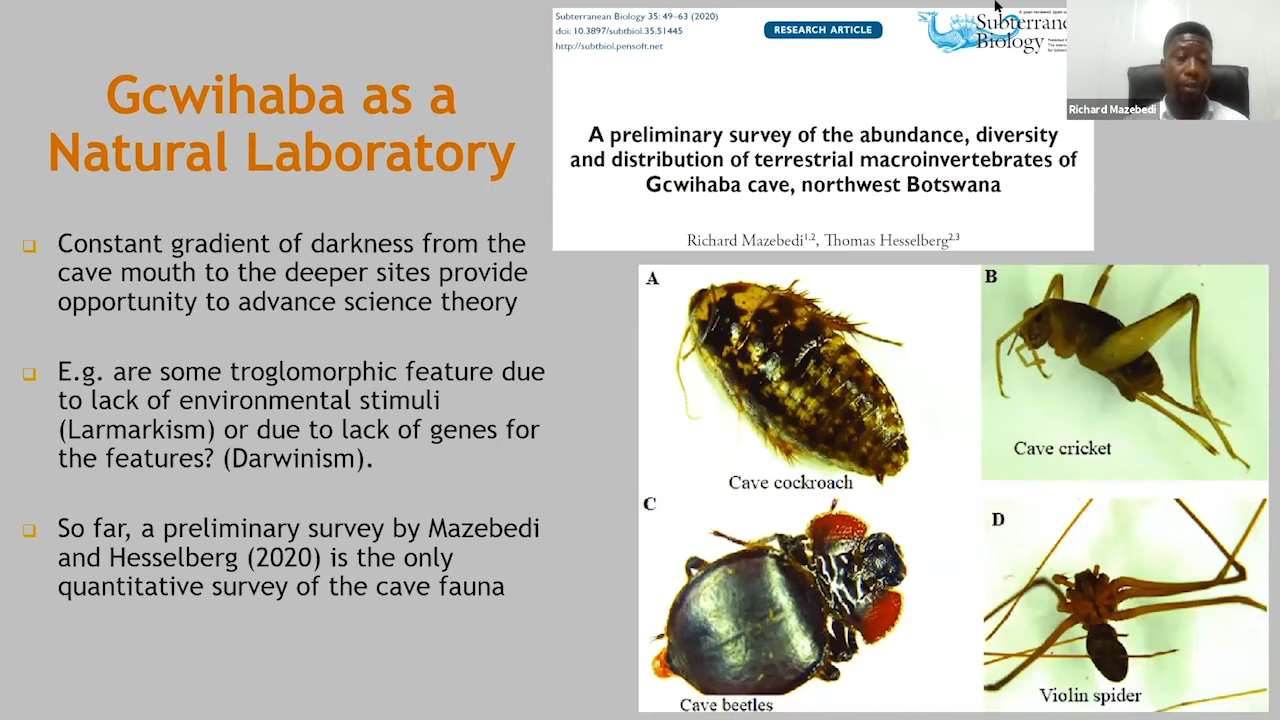 Gcwihaba as a
Natural Laboratory
Constant gradient of darkness from the
cave mouth to the deeper sites provide
opportunity to advance science theory
E.g. are some troglomorphic feature due
to lack of environmental stimuli
(Larmarkism) or due to lack of genes for
the features? (Darwinism).
So far, a preliminary survey by Mazebedi
and Hesselberg (2020) is the only
quantitative survey of the cave fauna
Subterranean Biology 35: 49–63 (2020)
doi: 10.3897/subtbiol.35.51445
http://subtbiol.pensoft.net
RESEARCH ARTICLE
A peer-reviewed open-
Subterrane
Biology
A preliminary survey of the abundance, diversity
and distribution of terrestrial macroinvertebrates of
Gcwihaba cave, northwest Botswana
Richard Mazebedi1,2, Thomas Hesselberg2,3
Richard Mazebedi
A
Cave cockroach
B
Cave cricket
C
Cave beetles
D
Violin spider